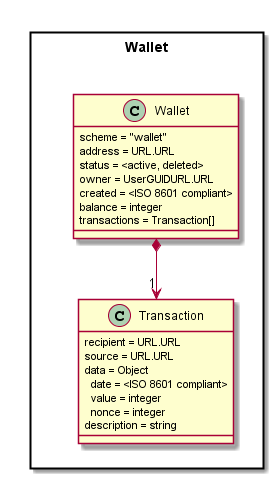 Wallet
C Wallet
scheme = "wallet"
address = URL.URL
status = <active, deleted>
owner = UserGUIDURL.URL
created = <ISO 8601 compliant>
balance = integer
transactions = Transaction[]
1
C Transaction
recipient = URL.URL
source = URL.URL
data = Object
date = <ISO 8601 compliant>
value = integer
nonce = integer
description = string